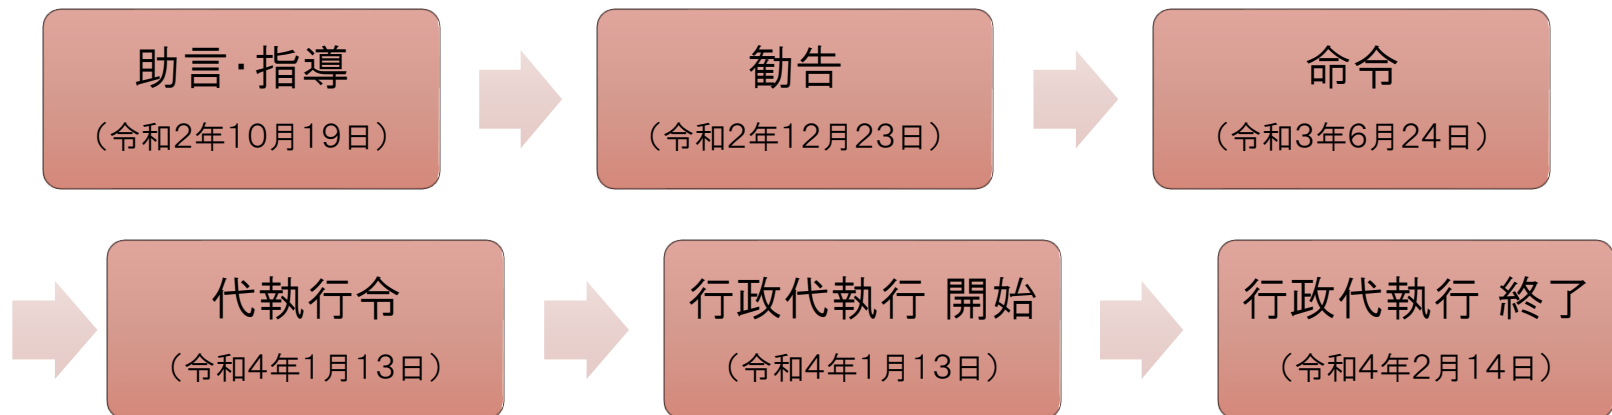 助言・指導
（令和2年10月19日）
勧告
（令和2年12月23日）
命令
（令和3年6月24日）
代執行令
（令和4年1月13日）
行政代執行 開始
（令和4年1月13日）
行政代執行 終了
（令和4年2月14日）